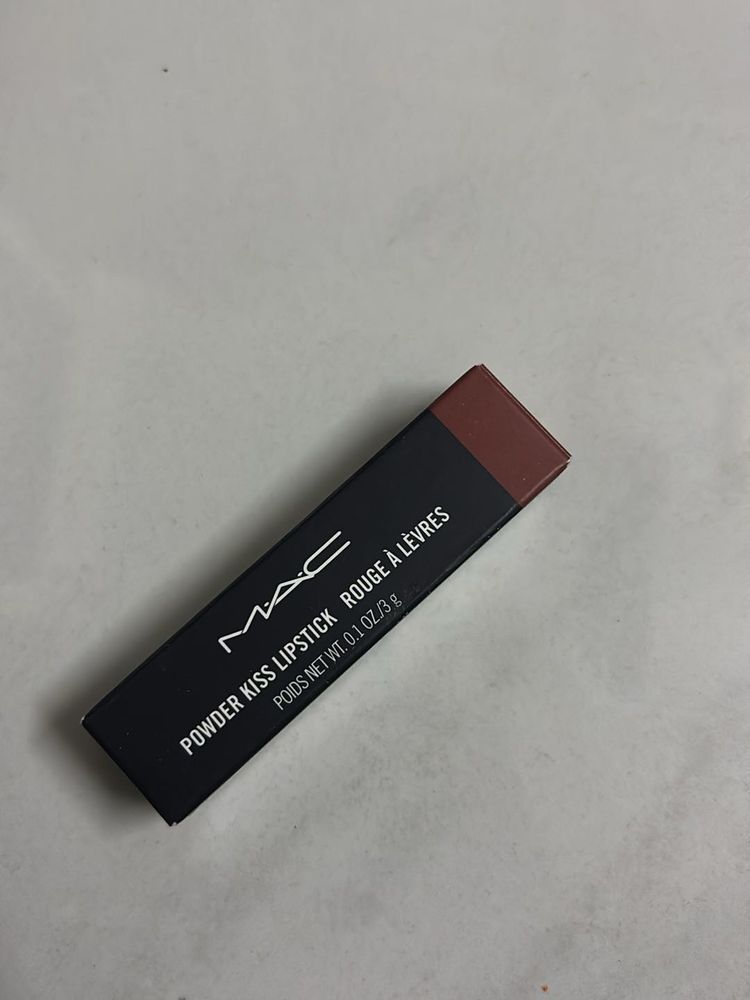 MAC
POWDER KISS LIPSTICK ROUGE À LÈVRES
POIDS NET WT. 0.1 OZ./3 g